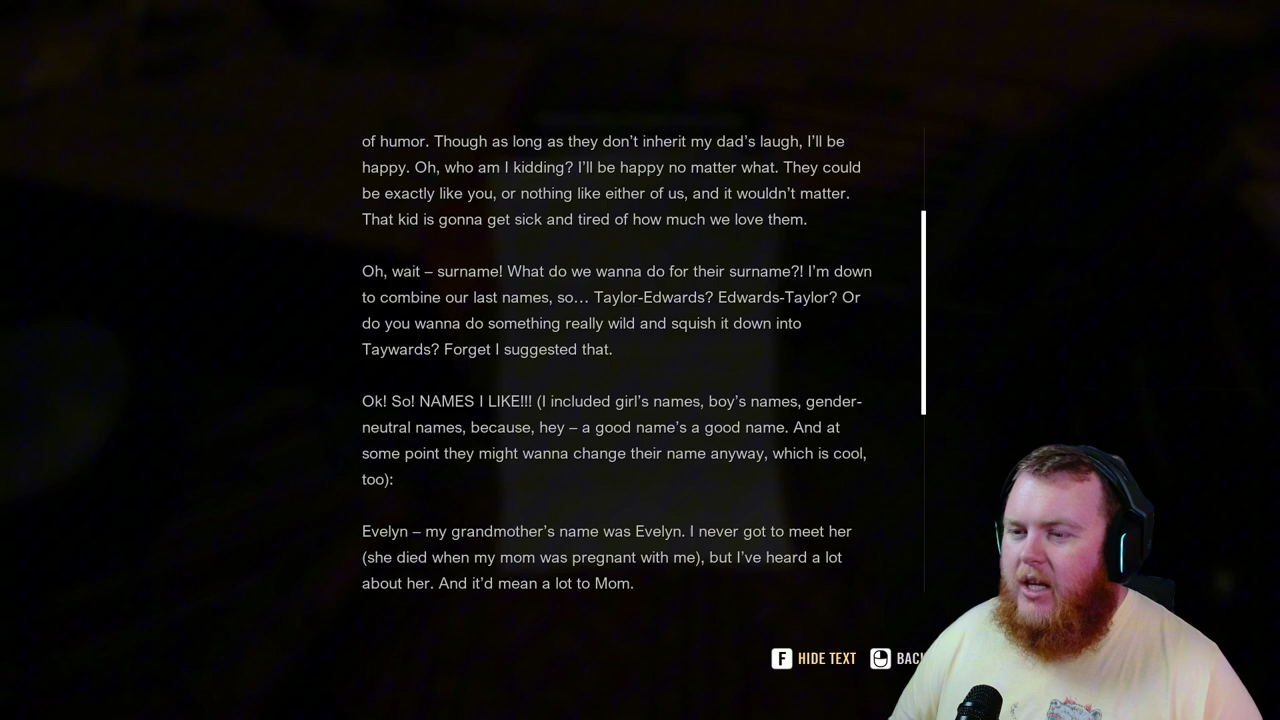 of humor. Though as long as they don’t inherit my dad’s laugh, I’ll be
happy. Oh, who am I kidding? I’ll be happy no matter what. They could
be exactly like you, or nothing like either of us, and it wouldn’t matter.
That kid is gonna get sick and tired of how much we love them.
Oh, wait – surname! What do we wanna do for their surname?! I’m down
to combine our last names, so… Taylor-Edwards? Edwards-Taylor? Or
do you wanna do something really wild and squish it down into
Taywards? Forget I suggested that.
Ok! So! NAMES I LIKE!!! (I included girl’s names, boy’s names, gender-
neutral names, because, hey – a good name’s a good name. And at
some point they might wanna change their name anyway, which is cool,
too):
Evelyn – my grandmother’s name was Evelyn. I never got to meet her
(she died when my mom was pregnant with me), but I’ve heard a lot
about her. And it’d mean a lot to Mom.
F HIDE TEXT BAC